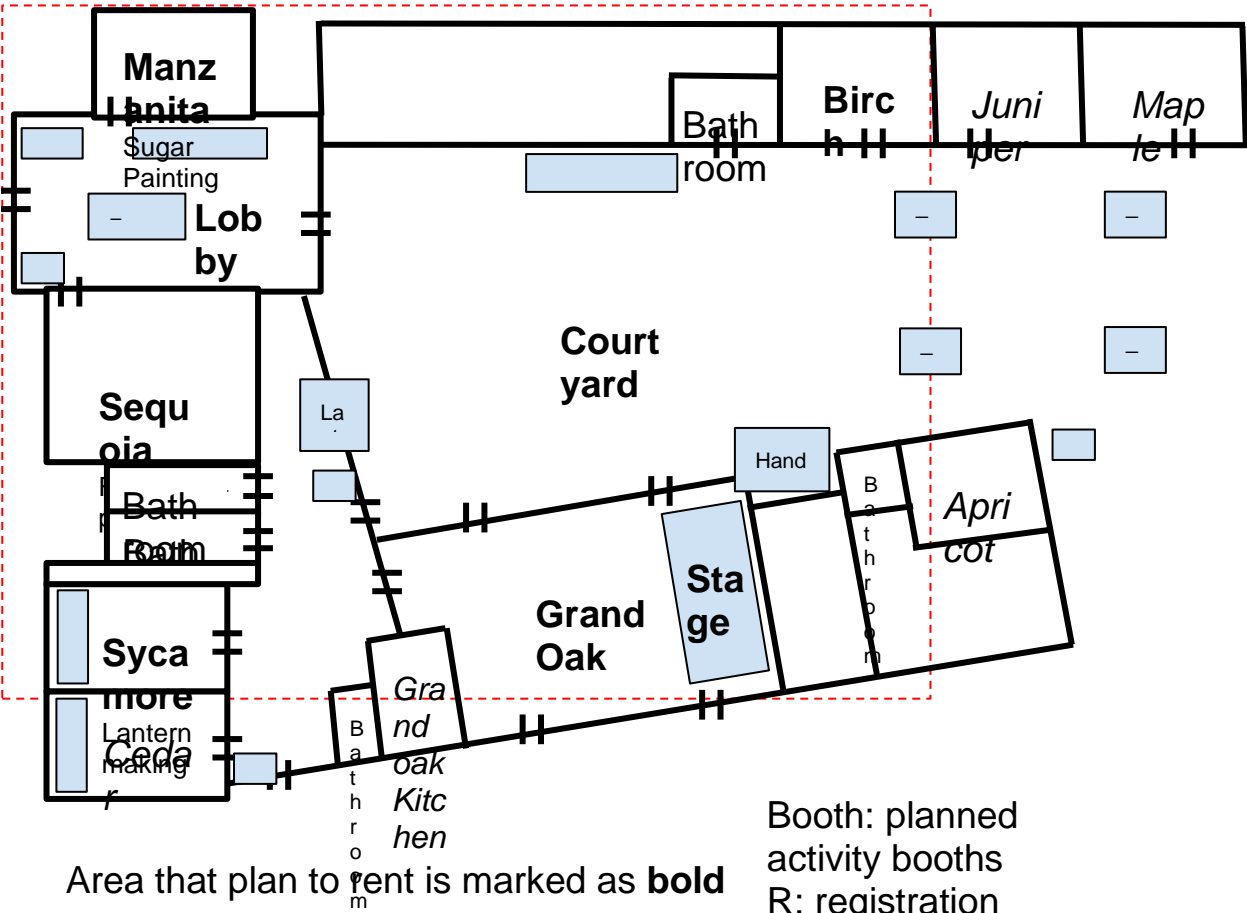 Manz
anita
Sugar
Painting
Lob
by
Bath
room
Birc
h
Juni
per
Map
le
–
–
–
–
–
Court
yard
Sequ
oia
La
Bath
room
Bath
Hand
B
a
t
h
r
o
o
m
Apri
cot
Sta
ge
Grand
Oak
Syca
more
Lantern
making
Ceda
r
B
a
t
h
r
o
o
m
Gra
nd
oak
Kitc
hen
Area that plan to rent is marked as bold
Booth: planned
activity booths
R: registration